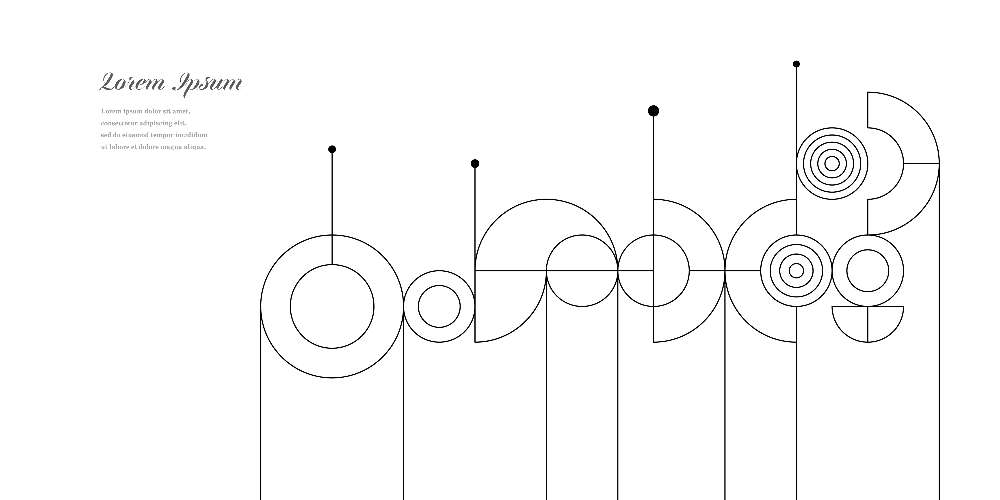 Lorem Ipsum
Lorem ipsum dolor sit amet,
consectetur adipiscing elit,
sed do eiusmod tempor incididunt
ut labore et dolore magna aliqua.